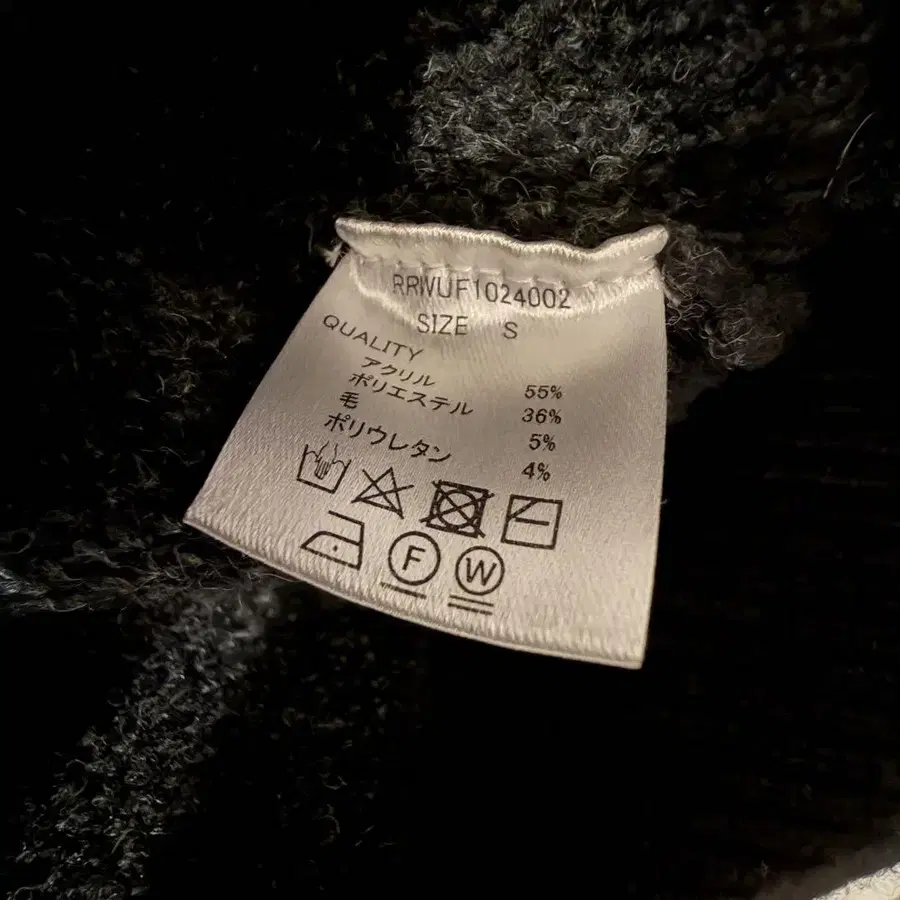 RRWUF1024002
SIZE S
QUALITY
アクリル 55%
ポリエステル 36%
毛 5%
ポリウレタン 4%
F W